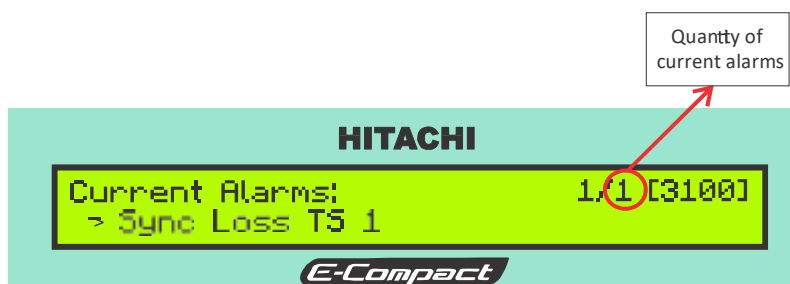 Quantty of
current alarms
HITACHI
Current Alarms: 1/1 [3100]
→ Sync Loss TS 1
E-Compact